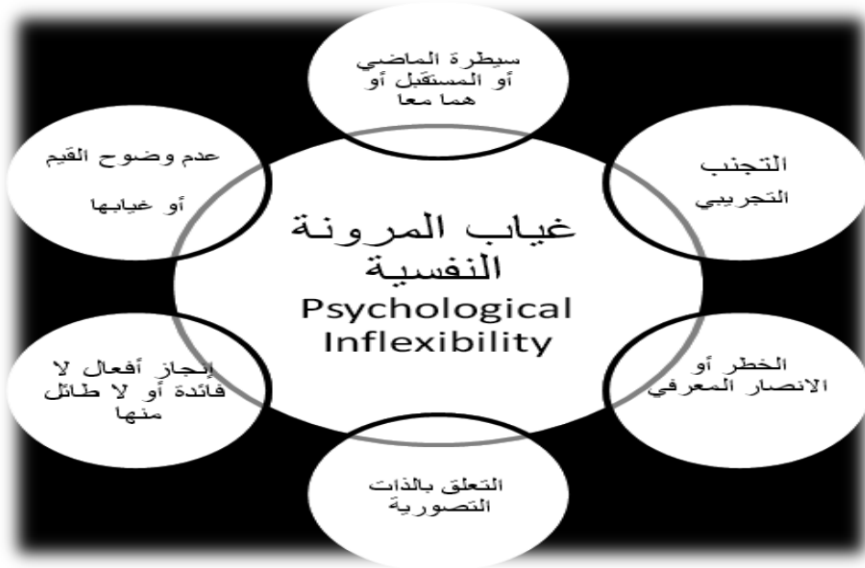 سيطرة الماضي
أو المستقبل أو
هما معا
التجنب
التجريبي
الخطر أو
الانصار المعرفي
التعلق بالذات
التصورية
إنجاز أفعال لا
فائدة أو لا طائل
منها
عدم وضوح القيم
أو غيابها
غياب المرونة
النفسية
Psychological
Inflexibility